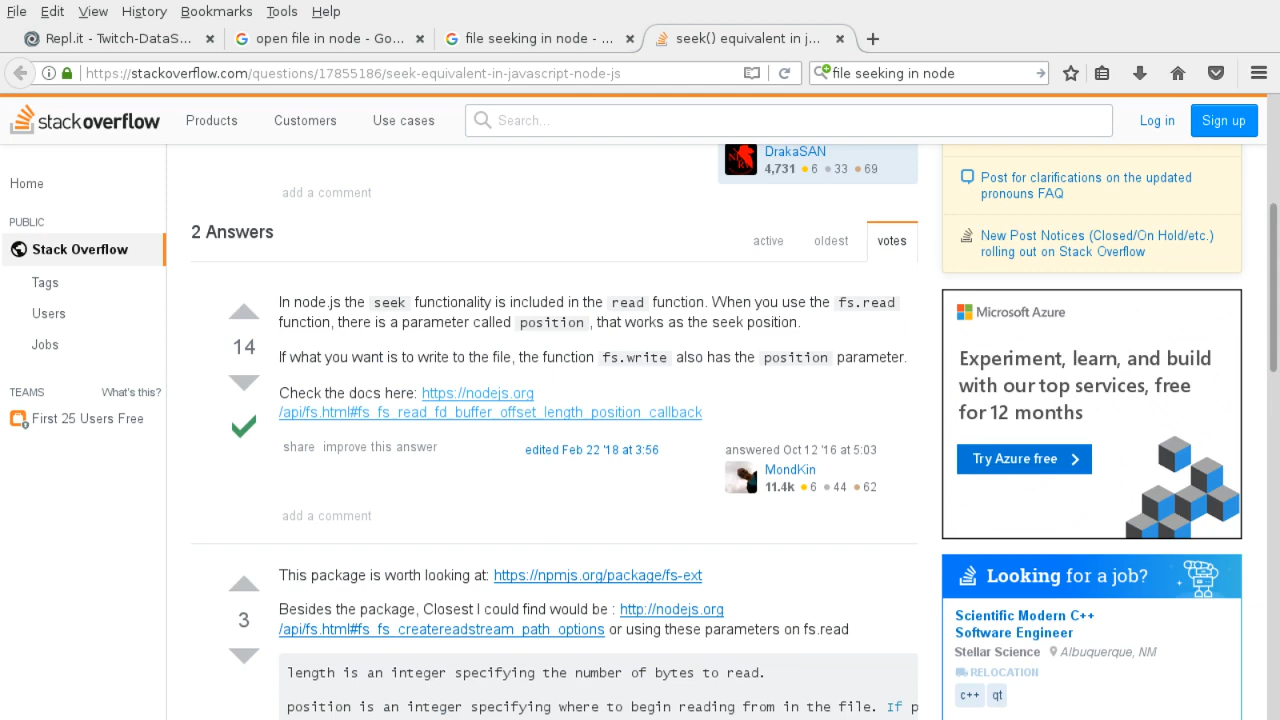 File Edit View History Bookmarks Tools Help
Repl.it - Twitch-DataS... × open file in node - Go... × file seeking in node - ... × seek() equivalent in j... × +
https://stackoverflow.com/questions/17855186/seek-equivalent-in-javascript-node-js
file seeking in node
stackoverflow Products Customers Use cases Search... Log in Sign up
Home
PUBLIC
Stack Overflow
Tags
Users
Jobs
TEAMS What's this?
First 25 Users Free
DrakaSAN
4,731 6 33 69
add a comment
2 Answers
active oldest votes
In node.js the seek functionality is included in the read function. When you use the fs.read
function, there is a parameter called position, that works as the seek position.
14
If what you want is to write to the file, the function fs.write also has the position parameter.
Check the docs here: https://nodejs.org
/api/fs.html#fs_fs_read_fd_buffer_offset_length_position_callback
share improve this answer
edited Feb 22 '18 at 3:56
answered Oct 12 '16 at 5:03
MondKin
11.4k 6 44 62
add a comment
This package is worth looking at: https://npmjs.org/package/fs-ext
3
Besides the package, Closest I could find would be : http://nodejs.org
/api/fs.html#fs_fs_createreadstream_path_options or using these parameters on fs.read
length is an integer specifying the number of bytes to read.
position is an integer specifying where to begin reading from in the file. If p
Post for clarifications on the updated
pronouns FAQ
New Post Notices (Closed/On Hold/etc.)
rolling out on Stack Overflow
Microsoft Azure
Experiment, learn, and build
with our top services, free
for 12 months
Try Azure free
Looking for a job?
Scientific Modern C++
Software Engineer
Stellar Science Albuquerque, NM
RELOCATION
c++ qt